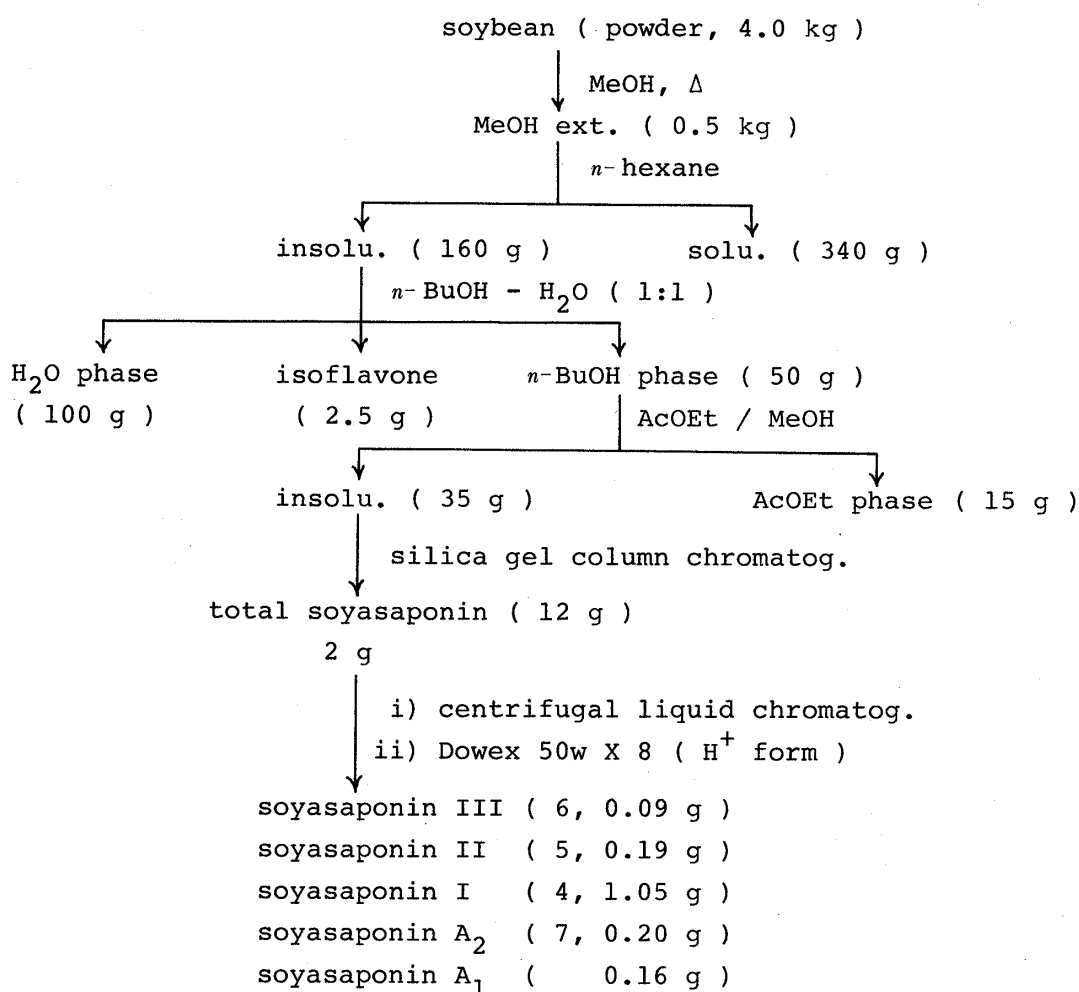 soybean ( powder, 4.0 kg )
MeOH, Δ
MeOH ext. ( 0.5 kg )
n-hexane
insolu. ( 160 g )
solu. ( 340 g )
n-BuOH - H2O ( 1:1 )
H2O phase
( 100 g )
isoflavone
( 2.5 g )
n-BuOH phase ( 50 g )
AcOEt / MeOH
insolu. ( 35 g )
AcOEt phase ( 15 g )
silica gel column chromatog.
total soyasaponin ( 12 g )
2 g
i) centrifugal liquid chromatog.
ii) Dowex 50w X 8 ( H+ form )
soyasaponin III ( 6, 0.09 g )
soyasaponin II ( 5, 0.19 g )
soyasaponin I ( 4, 1.05 g )
soyasaponin A2 ( 7, 0.20 g )
soyasaponin A1 ( 0.16 g )